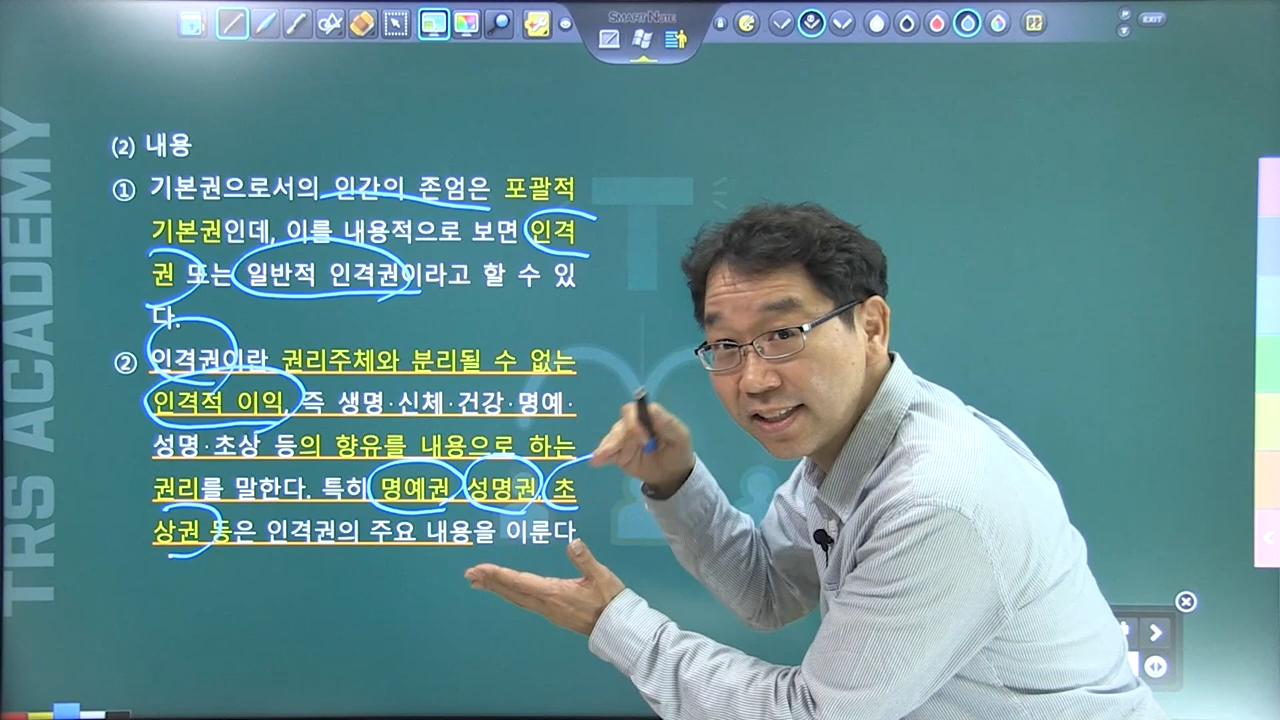 SMARTNOTE
EXIT
TRS ACADEMY
(2) 내용
① 기본권으로서의 인간의 존엄은 포괄적
기본권인데, 이를 내용적으로 보면 인격
권 또는 일반적 인격권이라고 할 수 있
다.
② 인격권이란 권리주체와 분리될 수 없는
인격적 이익, 즉 생명·신체·건강·명예·
성명·초상 등의 향유를 내용으로 하는
권리를 말한다. 특히 명예권, 성명권, 초
상권 등은 인격권의 주요 내용을 이룬다